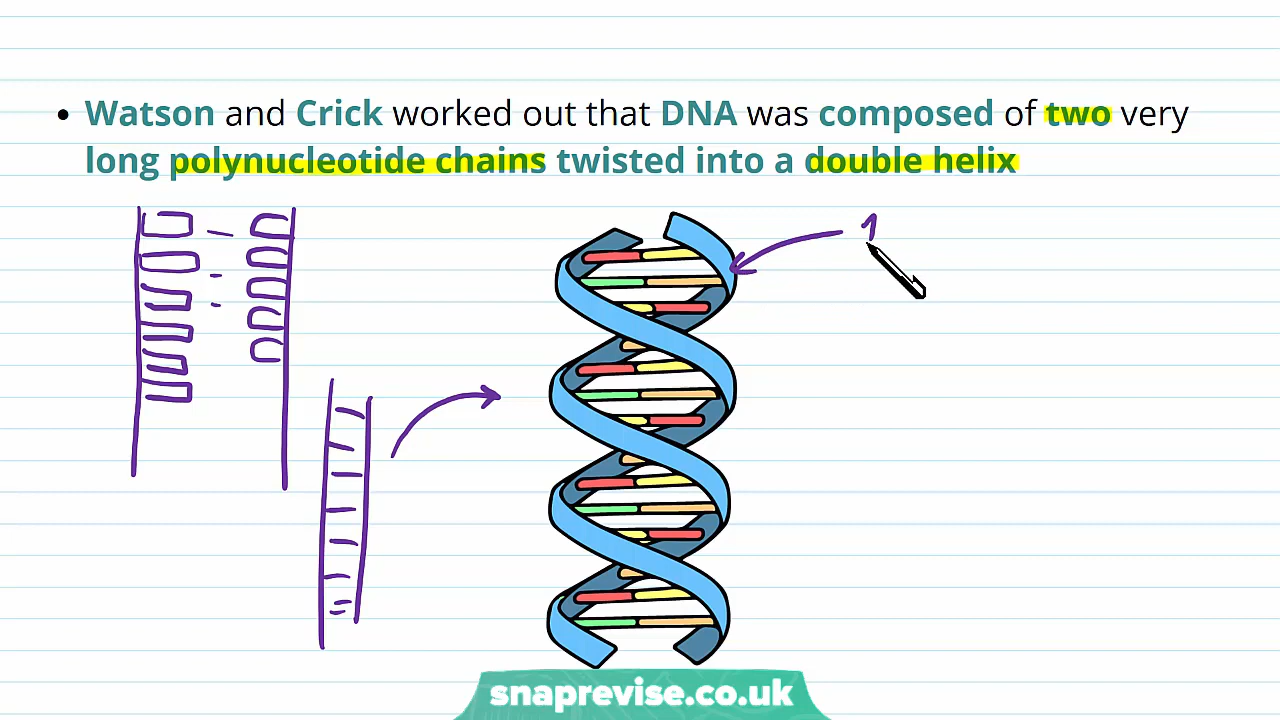 • Watson and Crick worked out that DNA was composed of two very
long polynucleotide chains twisted into a double helix
1
snaprevise.co.uk